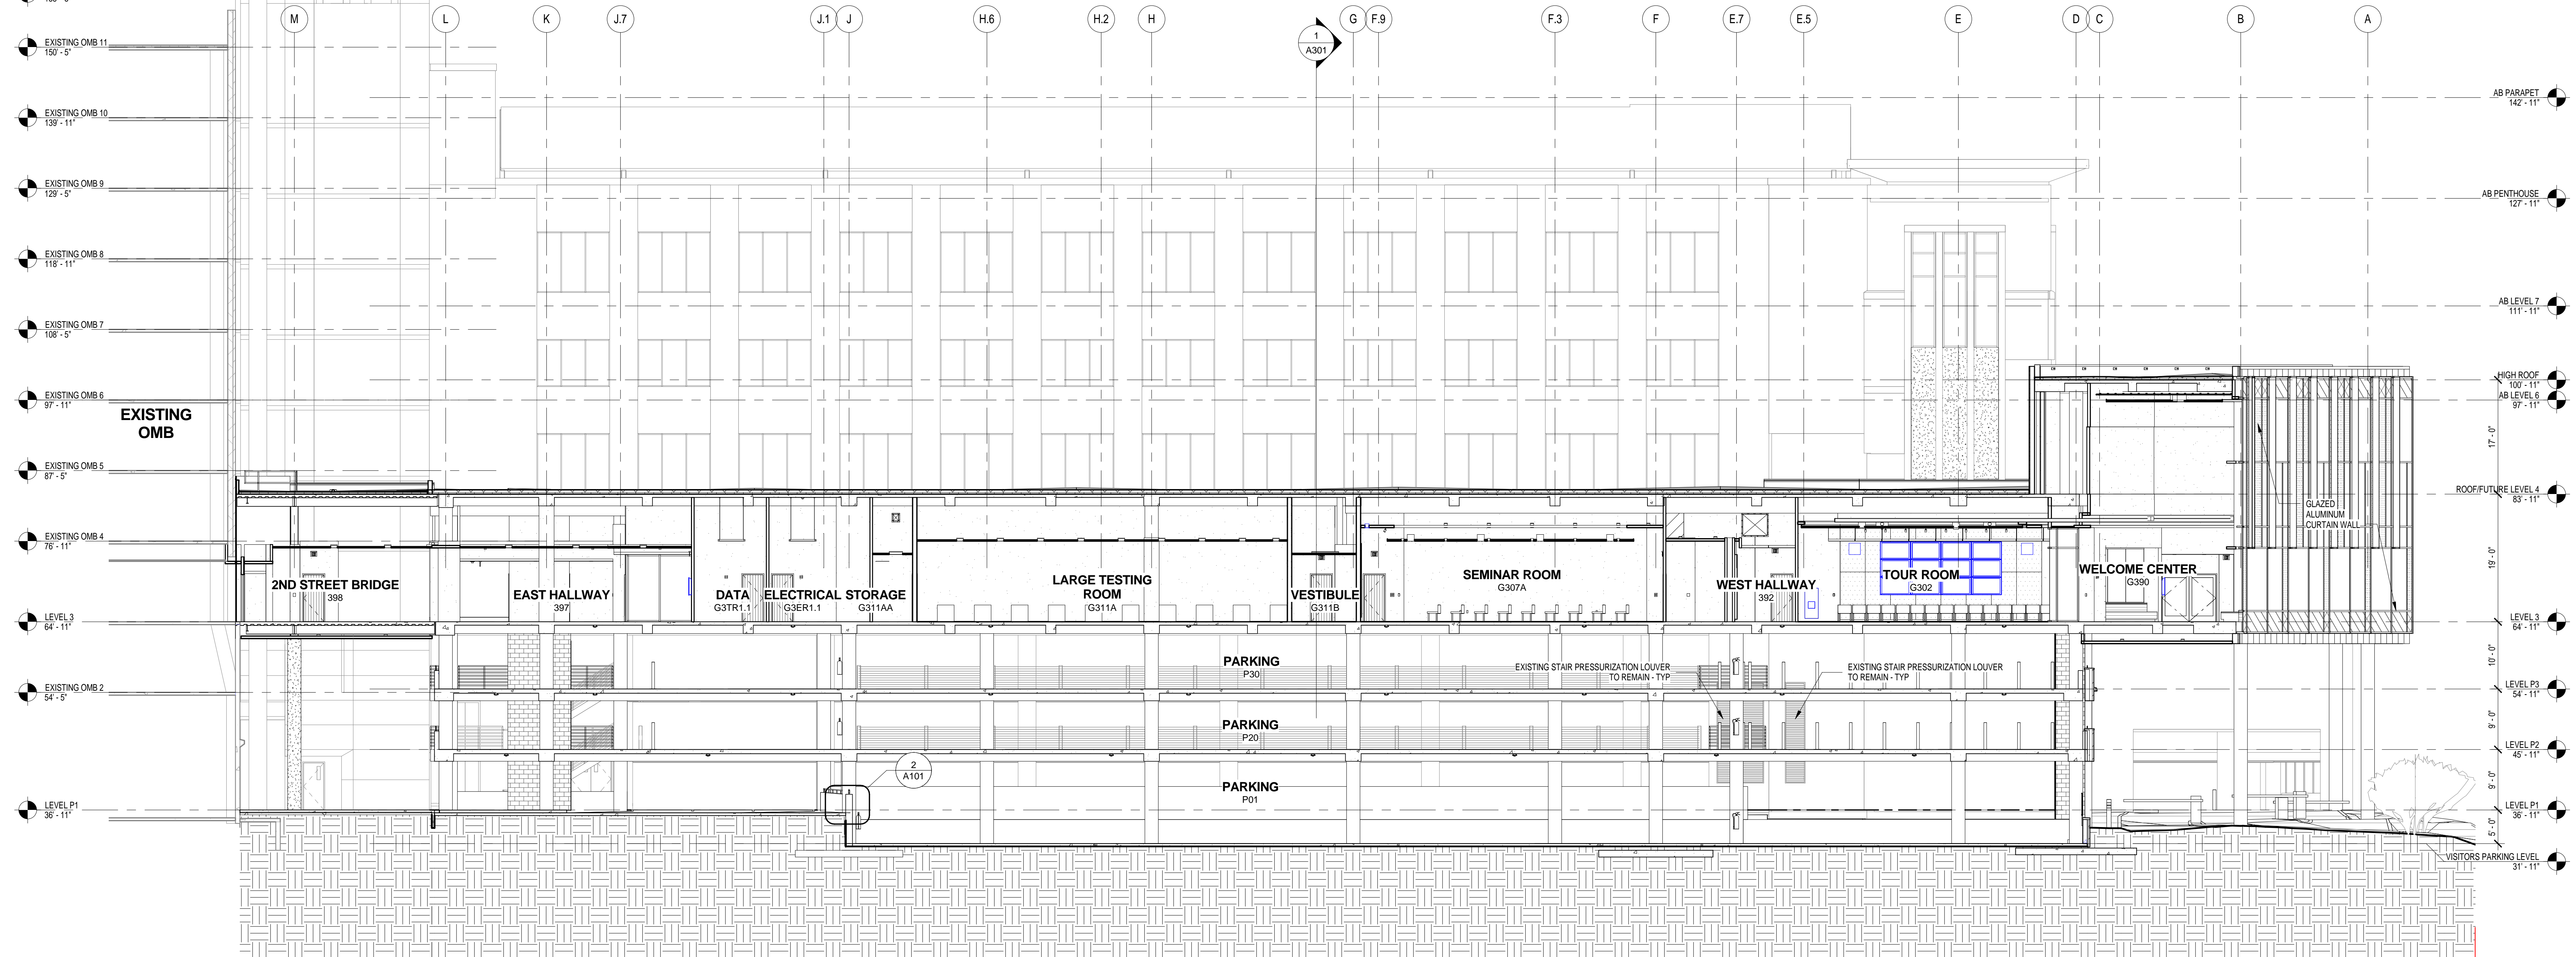 M
L
K
J.7
J.1
J
H.6
H.2
H
G
F.9
F.3
F
E.7
E.5
E
D
C
B
A
1
A301
EXISTING OMB 11
150' - 5"
EXISTING OMB 10
139' - 11"
EXISTING OMB 9
129' - 5"
EXISTING OMB 8
118' - 11"
EXISTING OMB 7
108' - 5"
EXISTING OMB 6
97' - 11"
EXISTING OMB 5
87' - 5"
EXISTING OMB 4
76' - 11"
LEVEL 3
64' - 11"
EXISTING OMB 2
54' - 5"
LEVEL P1
36' - 11"
EXISTING
OMB
2ND STREET BRIDGE
398
EAST HALLWAY
397
DATA
G3TR1.1
ELECTRICAL
G3ER1.1
STORAGE
G311AA
LARGE TESTING
ROOM
G311A
VESTIBULE
G311B
SEMINAR ROOM
G307A
WEST HALLWAY
392
TOUR ROOM
G302
WELCOME CENTER
G390
GLAZED
ALUMINUM
CURTAIN WALL
PARKING
P30
EXISTING STAIR PRESSURIZATION LOUVER
TO REMAIN - TYP
EXISTING STAIR PRESSURIZATION LOUVER
TO REMAIN - TYP
PARKING
P20
PARKING
P01
2
A101
AB PARAPET
142' - 11"
AB PENTHOUSE
127' - 11"
AB LEVEL 7
111' - 11"
HIGH ROOF
100' - 11"
AB LEVEL 6
97' - 11"
17' - 0"
ROOF/FUTURE LEVEL 4
83' - 11"
19' - 0"
LEVEL 3
64' - 11"
10' - 0"
LEVEL P3
54' - 11"
9' - 0"
LEVEL P2
45' - 11"
9' - 0"
LEVEL P1
36' - 11"
5' - 0"
VISITORS PARKING LEVEL
31' - 11"